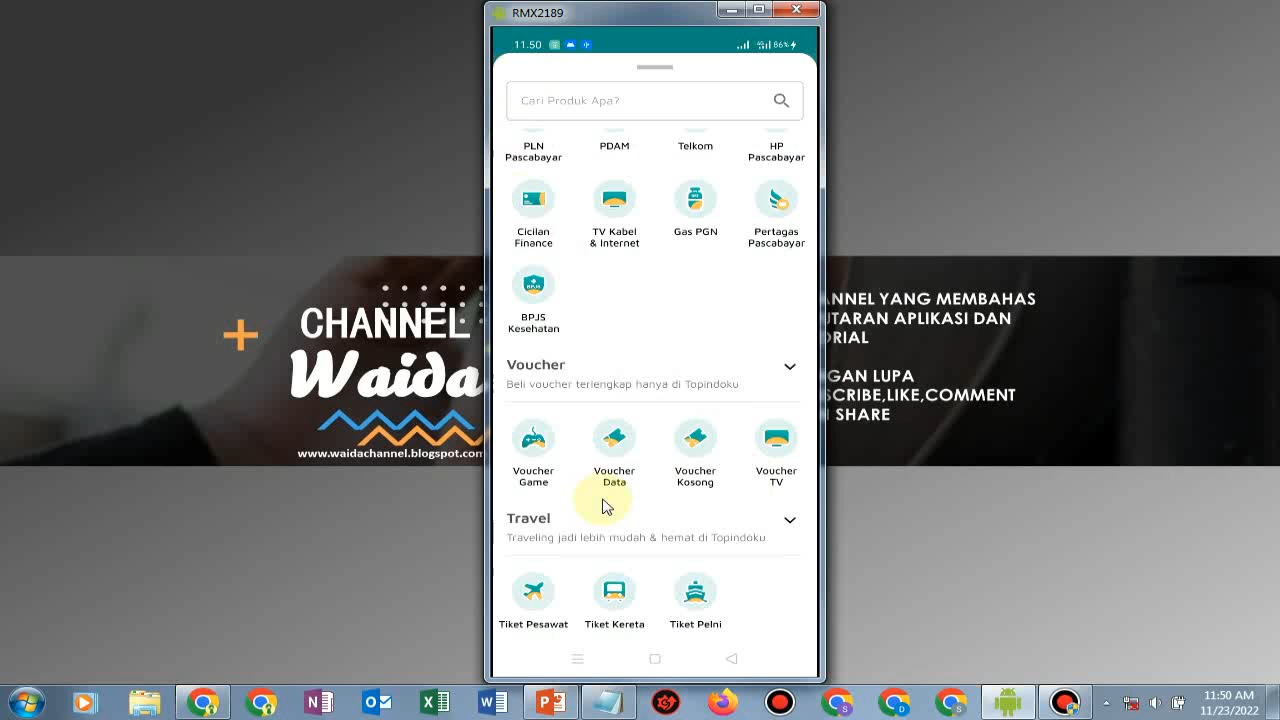 RMX2189
11.50
4G
86%
Cari Produk Apa?
PLN
Pascabayar
PDAM
Telkom
HP
Pascabayar
Cicilan
Finance
TV Kabel
& Internet
Gas PGN
Pertagas
Pascabayar
BPJS
BPJS
Kesehatan
Voucher
Beli voucher terlengkap hanya di Topindoku
Voucher
Game
Voucher
Data
Voucher
Kosong
Voucher
TV
Travel
Traveling jadi lebih mudah & hemat di Topindoku
Tiket Pesawat
Tiket Kereta
Tiket Pelni
CHANNEL
Waida
www.waidachannel.blogspot.com
ANNEL YANG MEMBAHAS
UTARAN APLIKASI DAN
ORIAL
GAN LUPA
SCRIBE,LIKE,COMMENT
SHARE
11:50 AM
11/23/2022